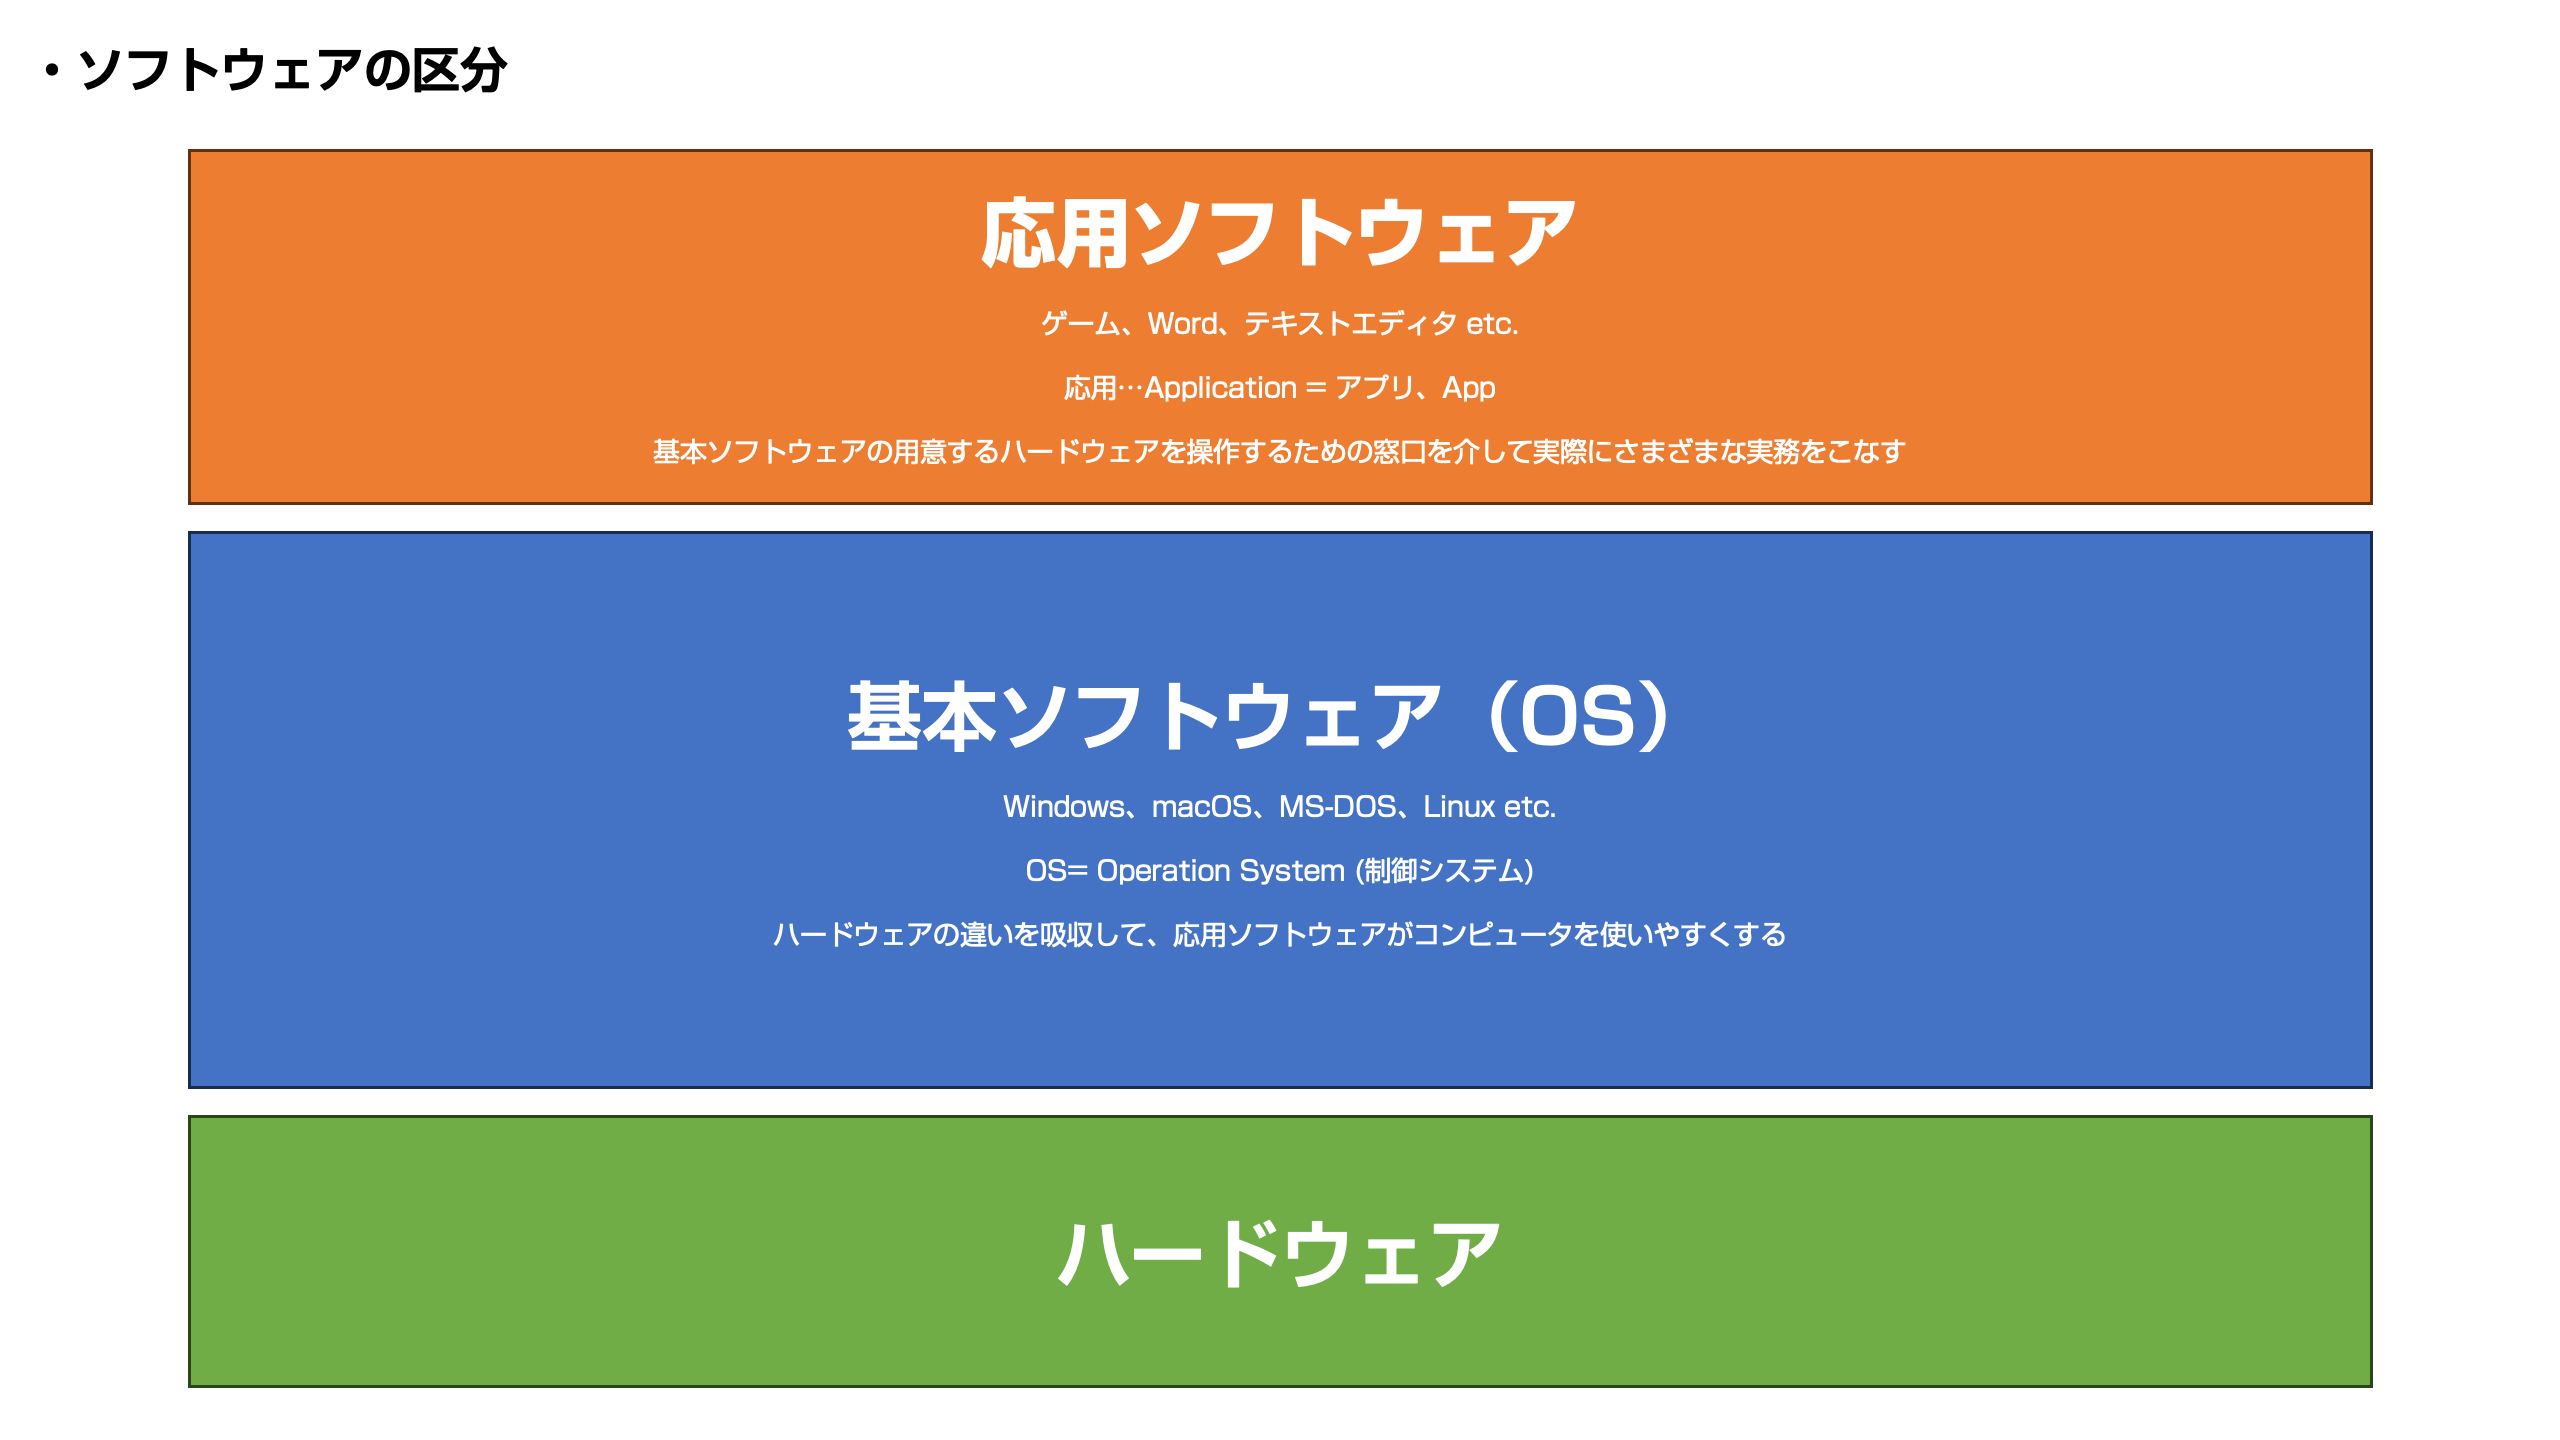 ・ソフトウェアの区分
応用ソフトウェア
ゲーム、Word、テキストエディタ etc.
応用…Application = アプリ、App
基本ソフトウェアの用意するハードウェアを操作するための窓口を介して実際にさまざまな実務をこなす
基本ソフトウェア（OS）
Windows、macOS、MS-DOS、Linux etc.
OS= Operation System (制御システム)
ハードウェアの違いを吸収して、応用ソフトウェアがコンピュータを使いやすくする
ハードウェア